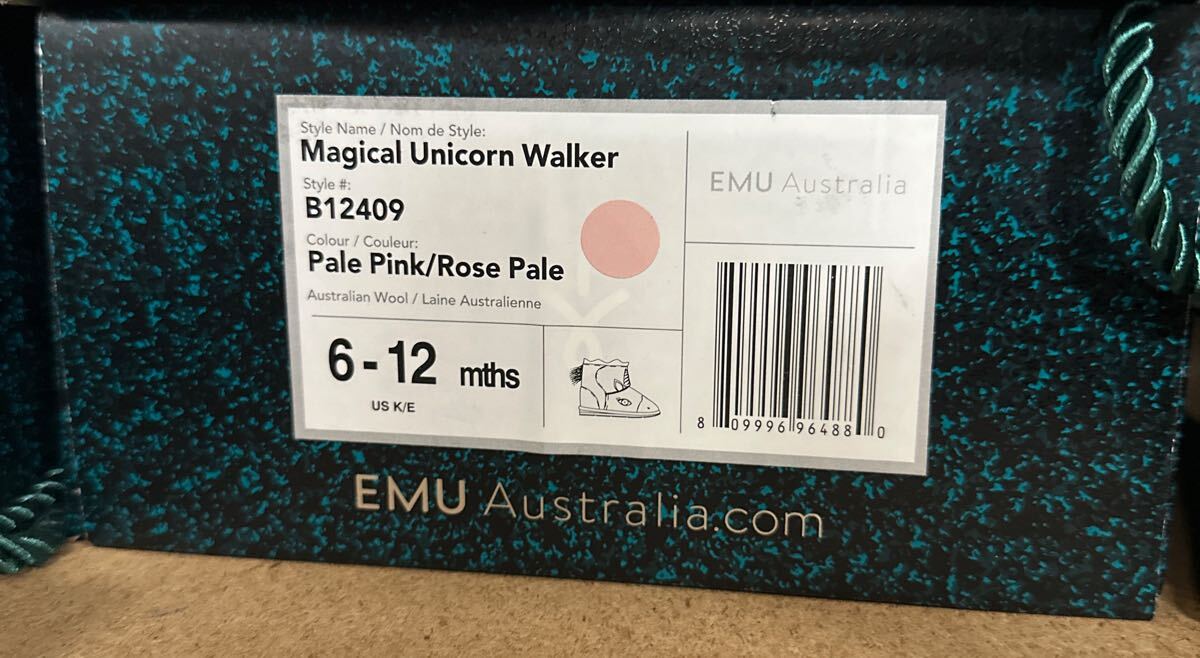 Style Name / Nom de Style:
Magical Unicorn Walker
Style #:
B12409
Colour / Couleur:
Pale Pink/Rose Pale
Australian Wool / Laine Australienne
6-12 mths
US K/E
EMU Australia
8 09996 96488 0
EMU Australia.com